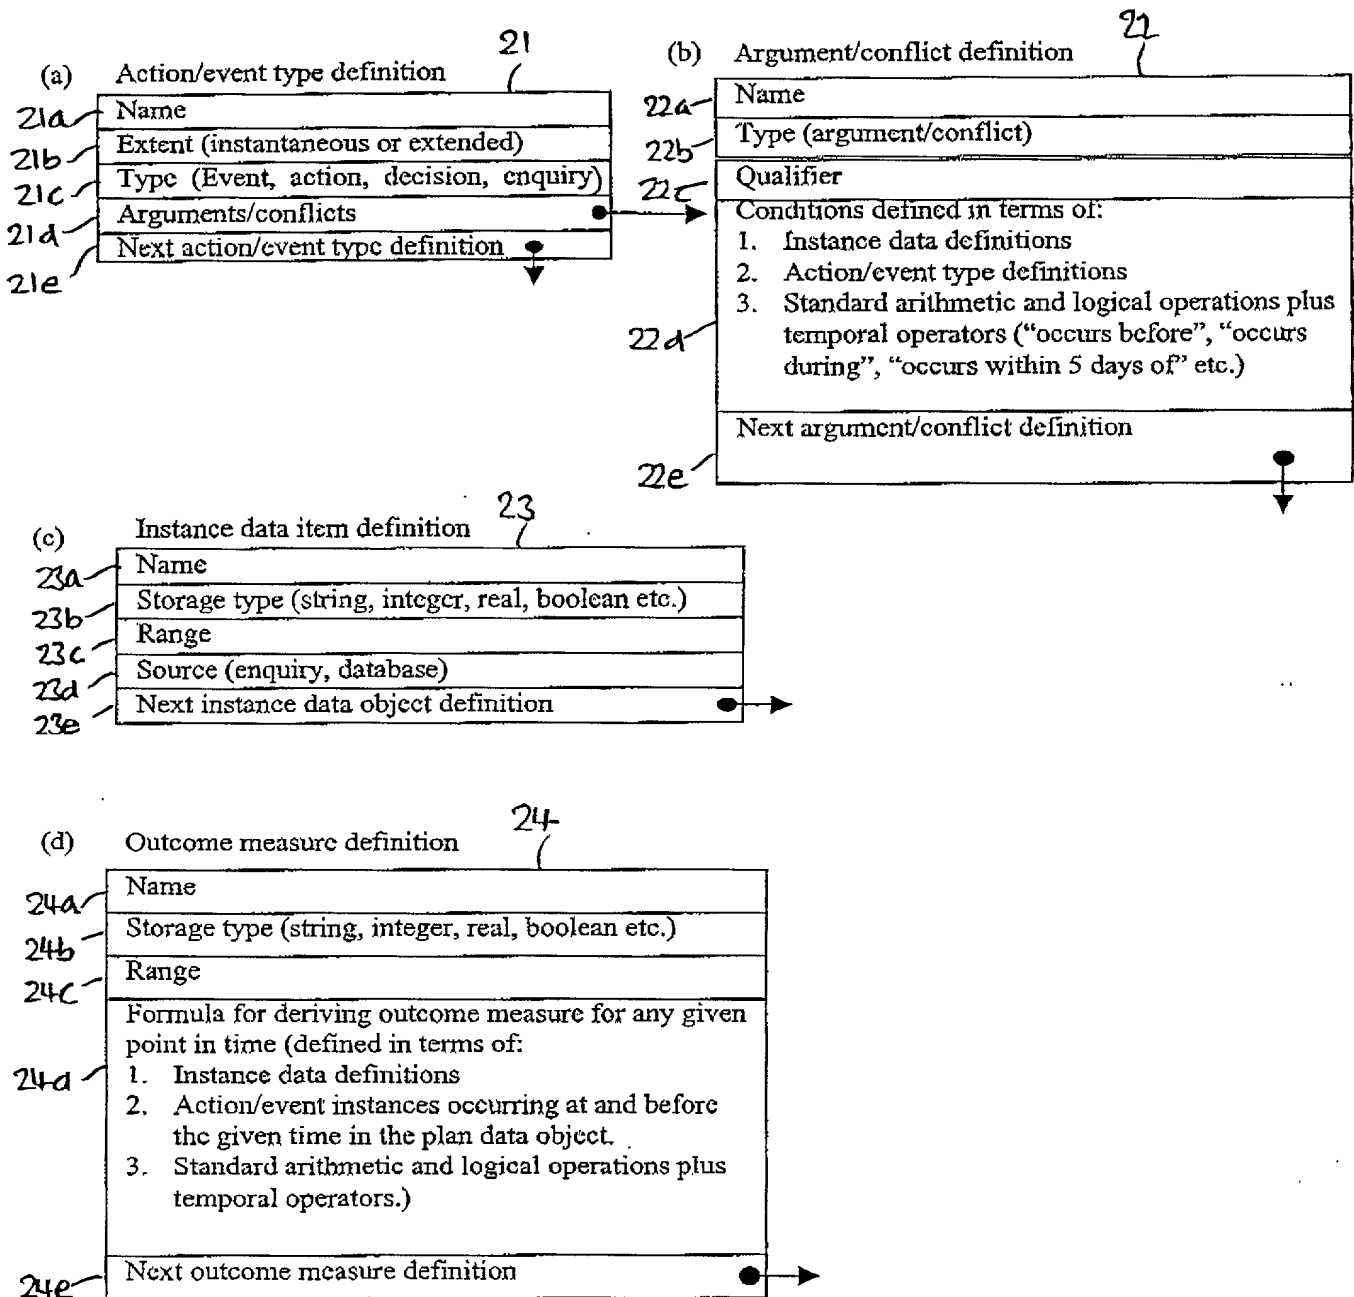 21
(a) Action/event type definition
21a Name
21b Extent (instantaneous or extended)
21c Type (Event, action, decision, enquiry)
21d Arguments/conflicts
21e Next action/event type definition
22
(b) Argument/conflict definition
22a Name
22b Type (argument/conflict)
22c Qualifier
22d Conditions defined in terms of:
1. Instance data definitions
2. Action/event type definitions
3. Standard arithmetic and logical operations plus
temporal operators (“occurs before”, “occurs
during”, “occurs within 5 days of” etc.)
22e Next argument/conflict definition
23
(c) Instance data item definition
23a Name
23b Storage type (string, integer, real, boolean etc.)
23c Range
23d Source (enquiry, database)
23e Next instance data object definition
24
(d) Outcome measure definition
24a Name
24b Storage type (string, integer, real, boolean etc.)
24c Range
24d Formula for deriving outcome measure for any given
point in time (defined in terms of:
1. Instance data definitions
2. Action/event instances occurring at and before
the given time in the plan data object.
3. Standard arithmetic and logical operations plus
temporal operators.)
24e Next outcome measure definition